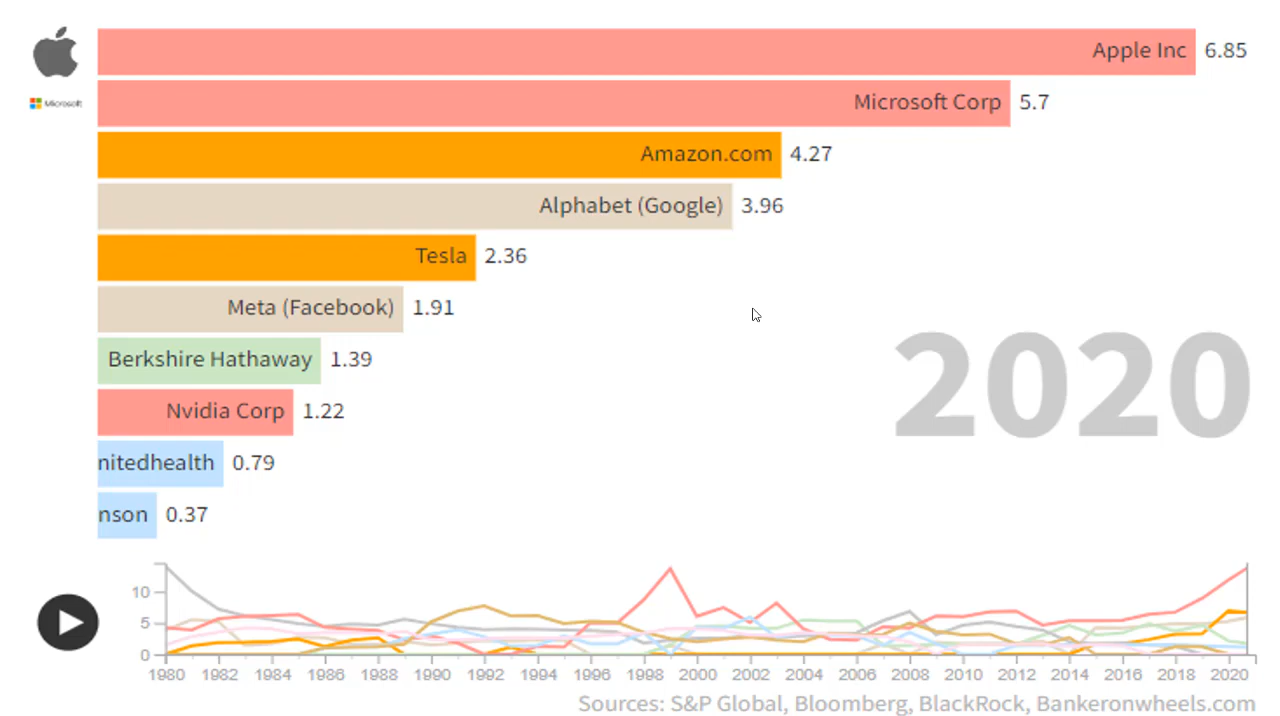 Apple Inc 6.85
Microsoft
Microsoft Corp 5.7
Amazon.com 4.27
Alphabet (Google) 3.96
Tesla 2.36
Meta (Facebook) 1.91
Berkshire Hathaway 1.39
Nvidia Corp 1.22
nitedhealth 0.79
nson 0.37
2020
10
5
0
1980 1982 1984 1986 1988 1990 1992 1994 1996 1998 2000 2002 2004 2006 2008 2010 2012 2014 2016 2018 2020
Sources: S&P Global, Bloomberg, BlackRock, Bankeronwheels.com